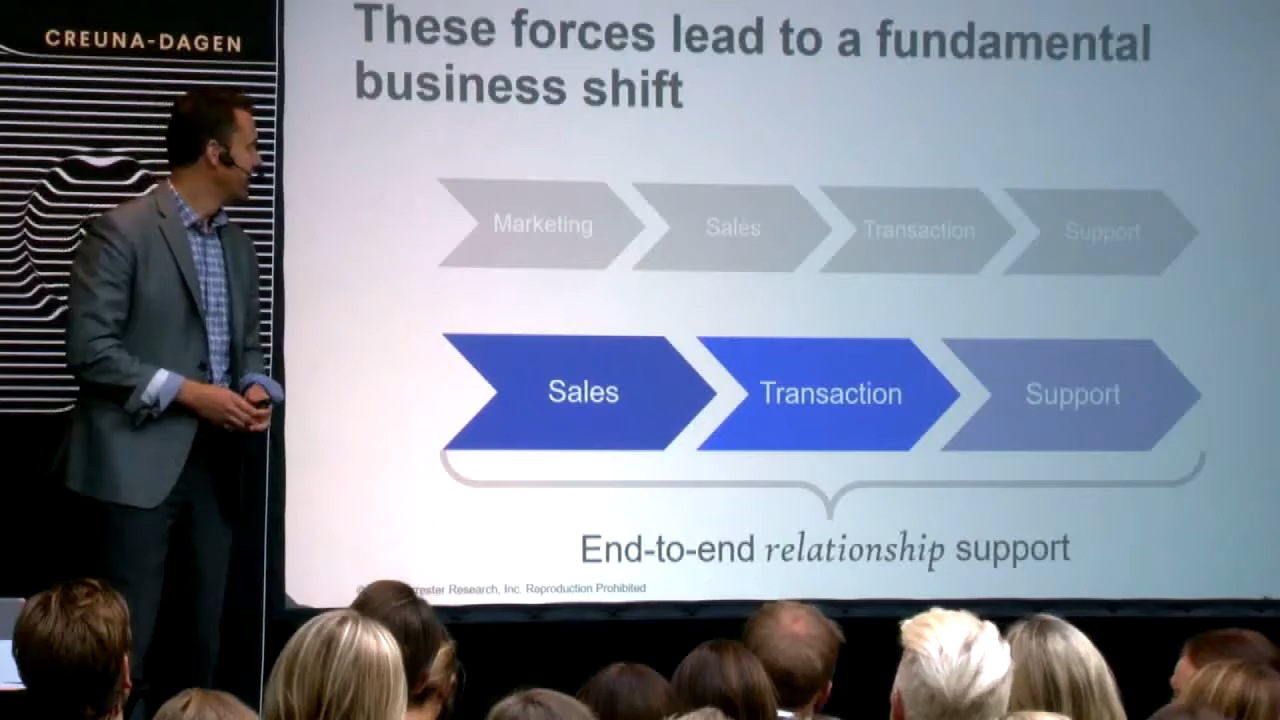 CREUNA-DAGEN
These forces lead to a fundamental
business shift
Marketing
Sales
Transaction
Support
Sales
Transaction
Support
End-to-end relationship support
Research, Inc. Reproduction Prohibited